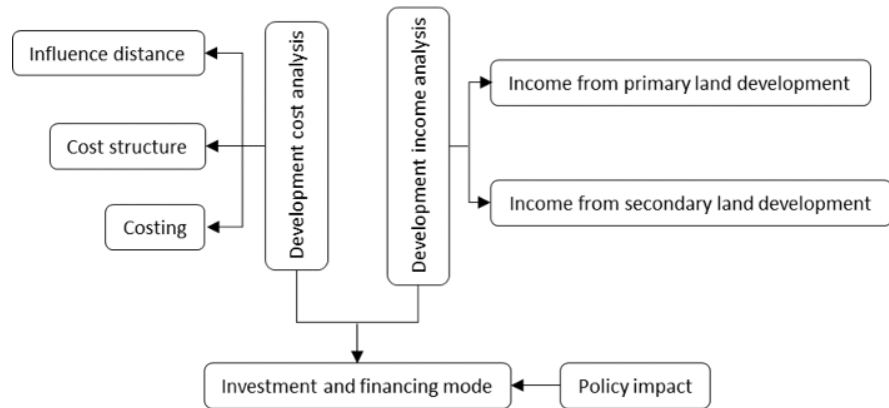 Influence distance
Cost structure
Costing
Development cost analysis
Development income analysis
Income from primary land development
Income from secondary land development
Investment and financing mode
Policy impact